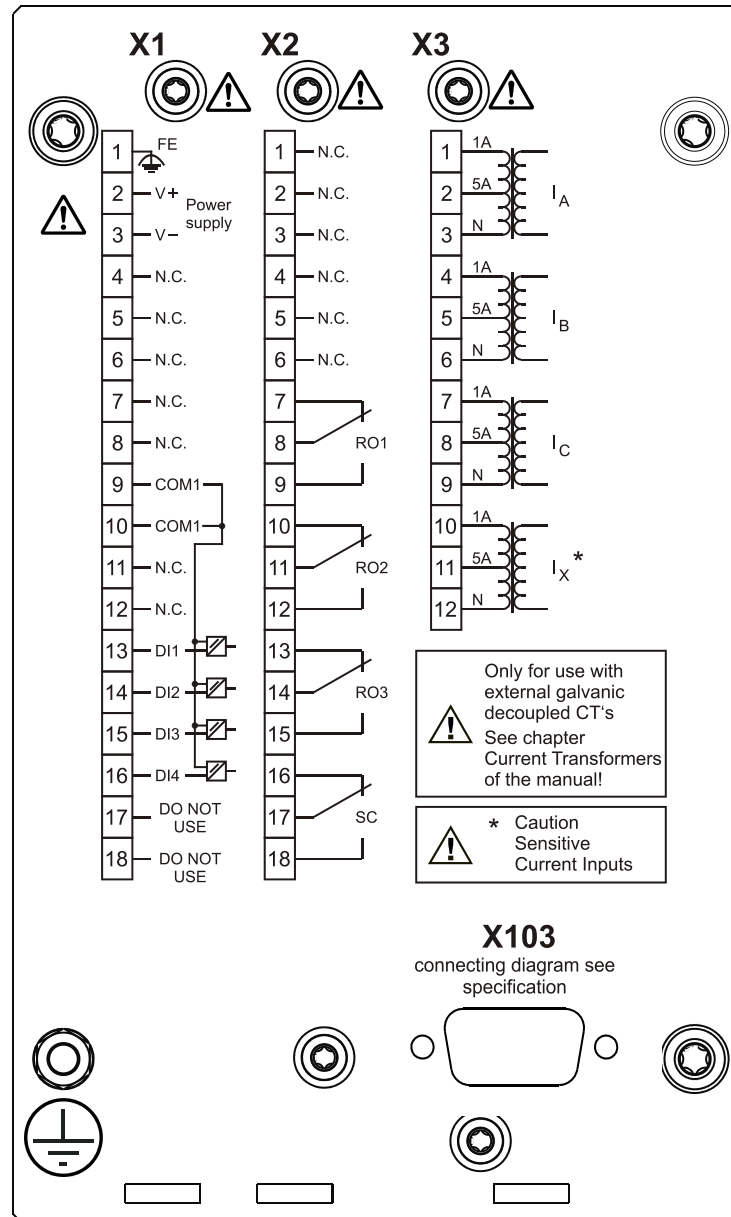 X1 X2 X3
1 FE
2 V+
Power
supply
3 V–
4 N.C.
5 N.C.
6 N.C.
7 N.C.
8 N.C.
9 COM1
10 COM1
11 N.C.
12 N.C.
13 DI1
14 DI2
15 DI3
16 DI4
17 DO NOT
USE
18 DO NOT
USE
1 N.C.
2 N.C.
3 N.C.
4 N.C.
5 N.C.
6 N.C.
7
8 RO1
9
10
11 RO2
12
13
14 RO3
15
16
17 SC
18
1 1A
2 5A IA
3 N
4 1A
5 5A IB
6 N
7 1A
8 5A IC
9 N
10 1A
11 5A IX *
12 N
Only for use with
external galvanic
decoupled CT‘s
See chapter
Current Transformers
of the manual!
* Caution
Sensitive
Current Inputs
X103
connecting diagram see
specification